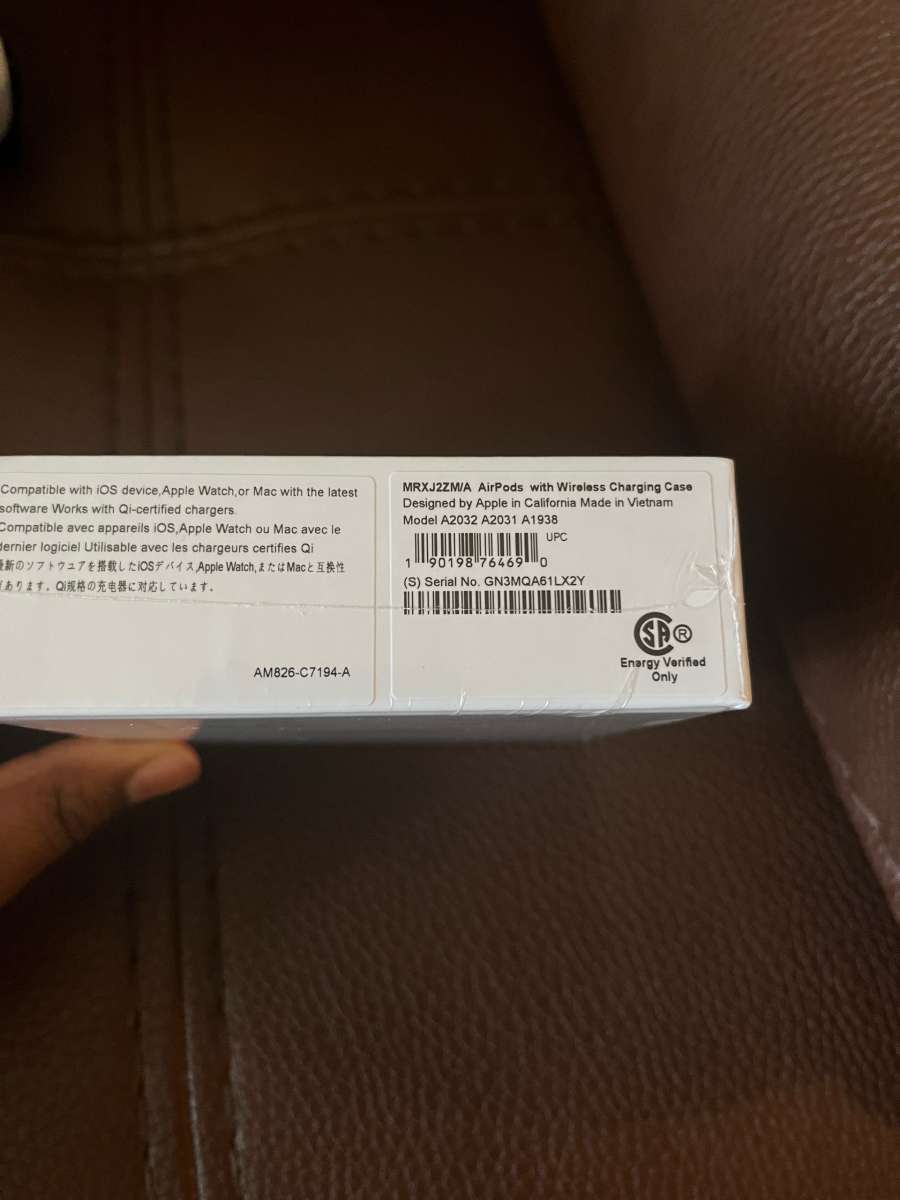 Compatible with iOS device,Apple Watch,or Mac with the latest
software Works with Qi-certified chargers.
Compatible avec appareils iOS,Apple Watch ou Mac avec le
dernier logiciel Utilisable avec les chargeurs certifies Qi
最新のソフトウエアを搭載したiOSデバイス,Apple Watch,またはMacと互換性
があります。Qi規格の充電器に対応しています.
AM826-C7194-A
MRXJ2ZM/A AirPods with Wireless Charging Case
Designed by Apple in California Made in Vietnam
Model A2032 A2031 A1938
UPC
1 90198 76469 0
(S) Serial No. GN3MQA61LX2Y
SA ®
Energy Verified
Only